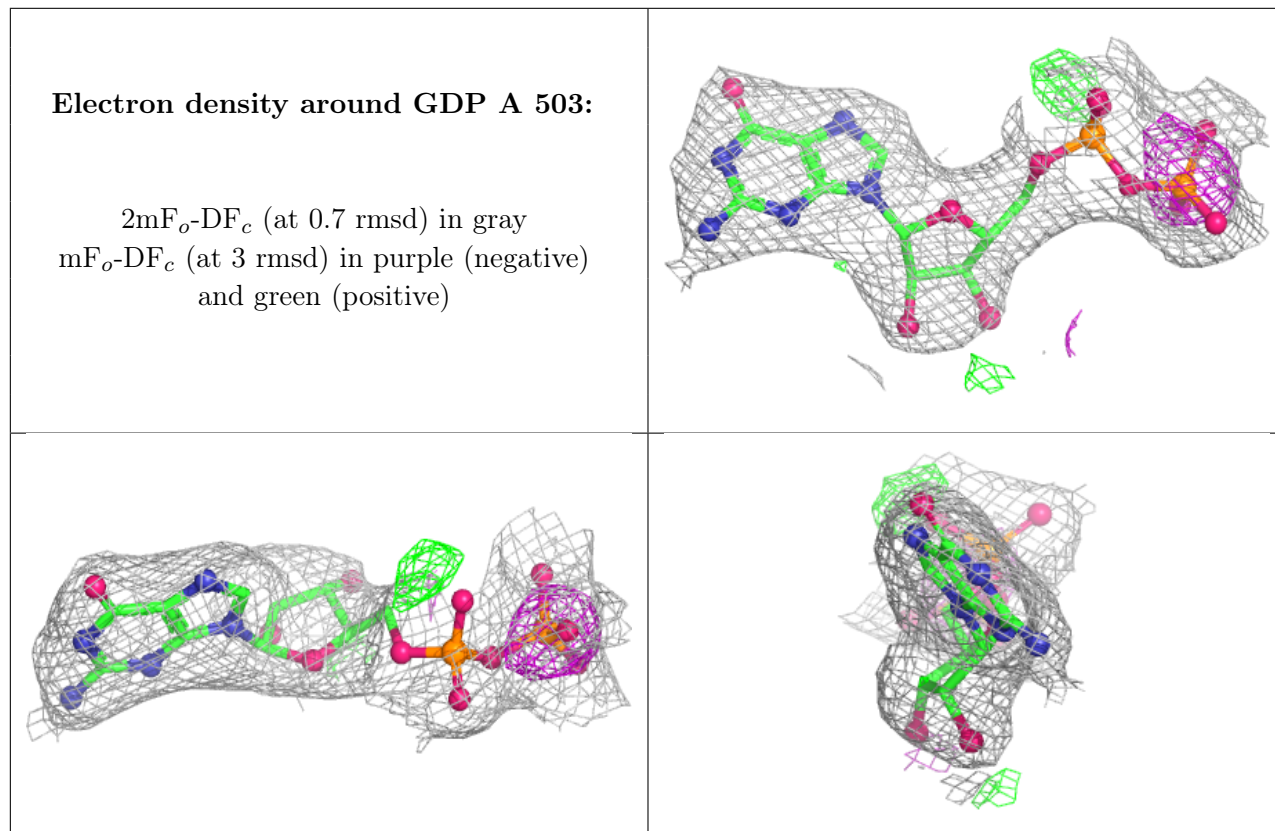 Electron density around GDP A 503:
2mFo-DFc (at 0.7 rmsd) in gray
mFo-DFc (at 3 rmsd) in purple (negative)
and green (positive)